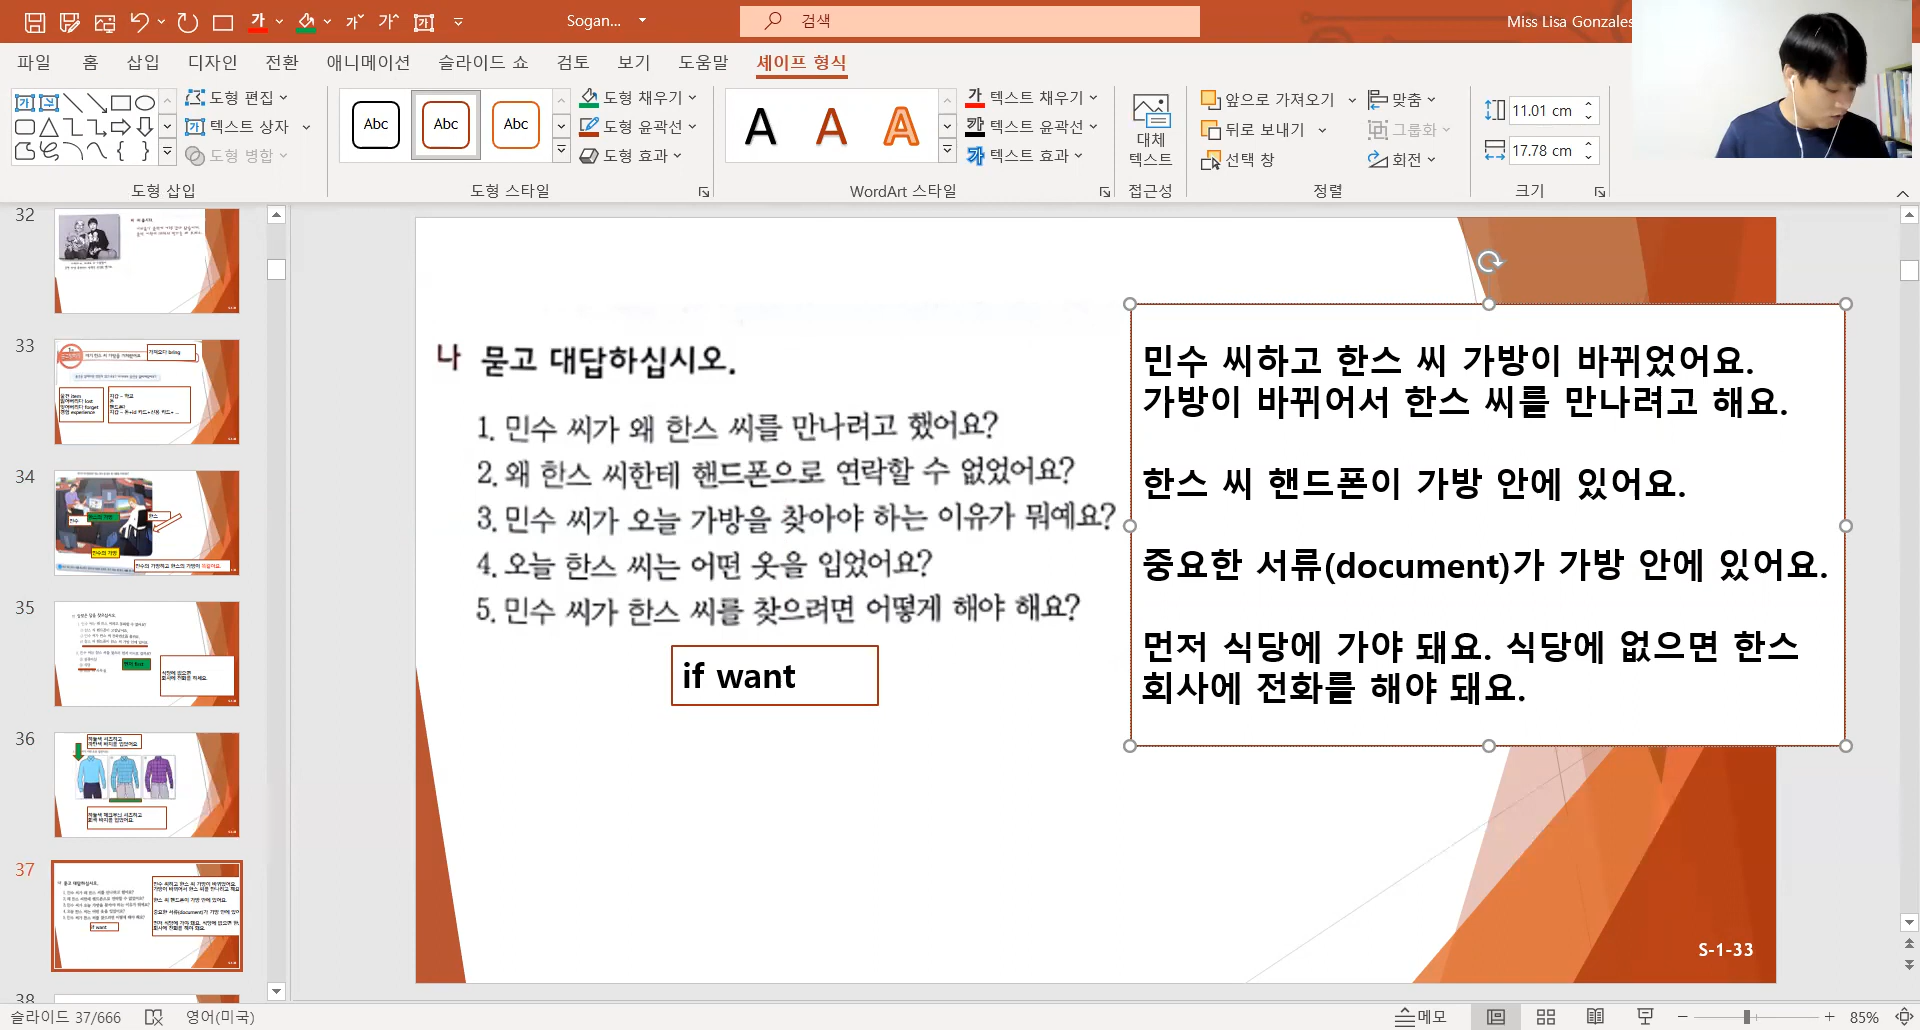 Sogan...
검색
Miss Lisa Gonzales
파일 홈 삽입 디자인 전환 애니메이션 슬라이드 쇼 검토 보기 도움말 셰이프 형식
도형 편집
텍스트 상자
도형 병합
도형 삽입
Abc Abc Abc
도형 채우기
도형 윤곽선
도형 효과
도형 스타일
A A A
텍스트 채우기
텍스트 윤곽선
텍스트 효과
WordArt 스타일
대체
텍스트
접근성
앞으로 가져오기
뒤로 보내기
선택 창
맞춤
그룹화
회전
정렬
11.01 cm
17.78 cm
크기
32
33
34
35
36
37
38
나 묻고 대답하십시오.
1. 민수 씨가 왜 한스 씨를 만나려고 했어요?
2. 왜 한스 씨한테 핸드폰으로 연락할 수 없었어요?
3. 민수 씨가 오늘 가방을 찾아야 하는 이유가 뭐예요?
4. 오늘 한스 씨는 어떤 옷을 입었어요?
5. 민수 씨가 한스 씨를 찾으려면 어떻게 해야 해요?
if want
민수 씨하고 한스 씨 가방이 바뀌었어요.
가방이 바뀌어서 한스 씨를 만나려고 해요.
한스 씨 핸드폰이 가방 안에 있어요.
중요한 서류(document)가 가방 안에 있어요.
먼저 식당에 가야 돼요. 식당에 없으면 한스
회사에 전화를 해야 돼요.
S-1-33
슬라이드 37/666
영어(미국)
메모
85%